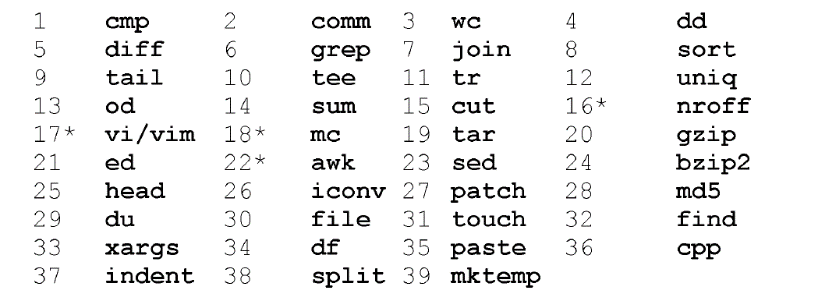 1 cmp 2 comm 3 wc 4 dd
5 diff 6 grep 7 join 8 sort
9 tail 10 tee 11 tr 12 uniq
13 od 14 sum 15 cut 16* nroff
17* vi/vim 18* mc 19 tar 20 gzip
21 ed 22* awk 23 sed 24 bzip2
25 head 26 iconv 27 patch 28 md5
29 du 30 file 31 touch 32 find
33 xargs 34 df 35 paste 36 cpp
37 indent 38 split 39 mktemp